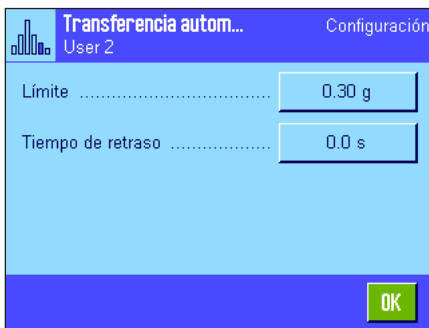 Transferencia autom... Configuración
User 2
Límite .................................. 0.30 g
Tiempo de retraso .................. 0.0 s
OK